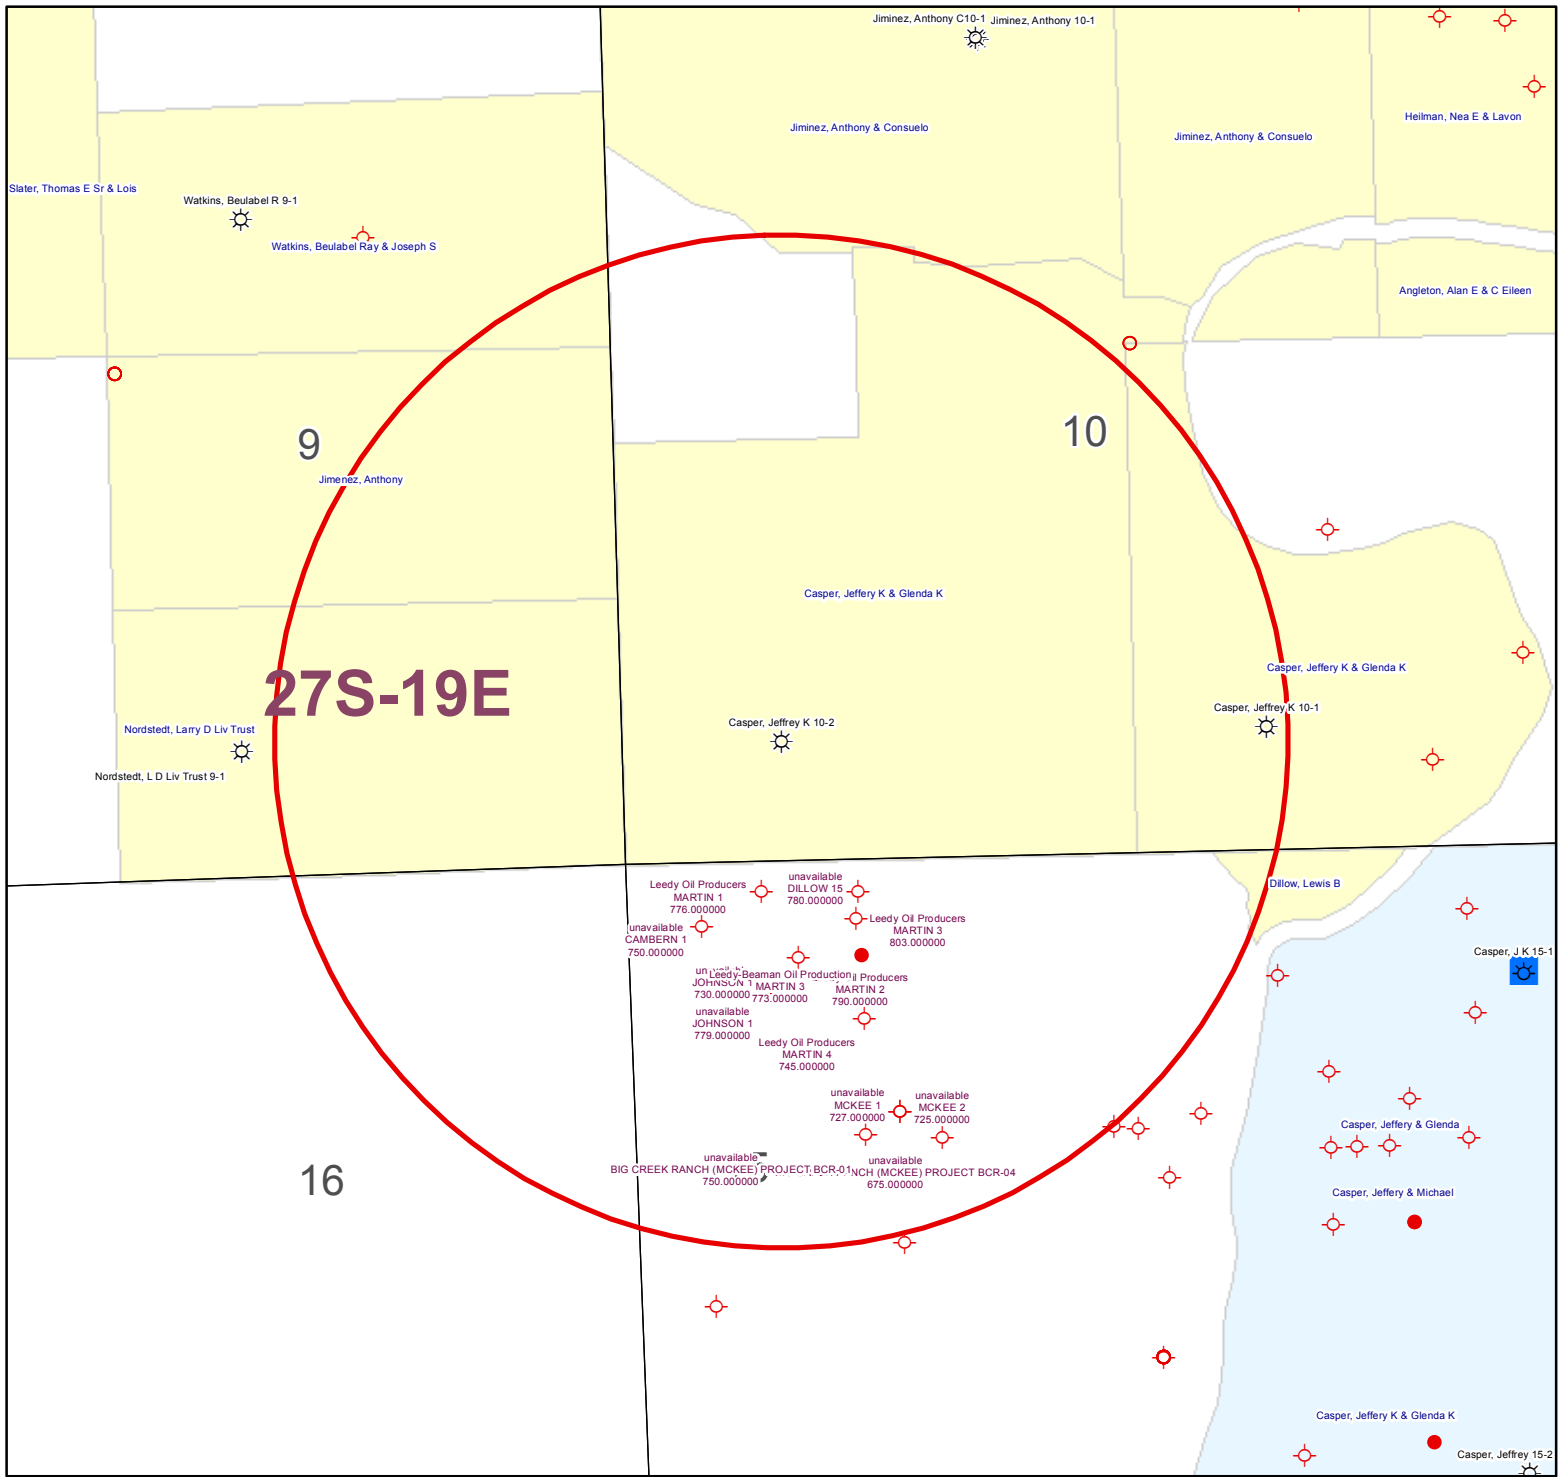 Jiminez, Anthony C10-1
Jiminez, Anthony 10-1
Jiminez, Anthony & Consuelo
Jiminez, Anthony & Consuelo
Heilman, Nea E & Lavon
Slater, Thomas E Sr & Lois
Watkins, Beulabel R 9-1
Watkins, Beulabel Ray & Joseph S
Angleton, Alan E & C Eileen
9
10
Jimenez, Anthony
Casper, Jeffery K & Glenda K
27S-19E
Casper, Jeffery K & Glenda K
Casper, Jeffrey K 10-1
Casper, Jeffrey K 10-2
Nordstedt, Larry D Liv Trust
Nordstedt, L D Liv Trust 9-1
Dillow, Lewis B
Leedy Oil Producers
MARTIN 1
776.000000
unavailable
DILLOW 15
780.000000
Leedy Oil Producers
MARTIN 3
803.000000
unavailable
CAMBERN 1
750.000000
JOHNSON 1
730.000000
Leedy-Beaman Oil Production
MARTIN 3
773.000000
Oil Producers
MARTIN 2
790.000000
unavailable
JOHNSON 1
779.000000
Leedy Oil Producers
MARTIN 4
745.000000
Casper, J K 15-1
unavailable
MCKEE 1
727.000000
unavailable
MCKEE 2
725.000000
Casper, Jeffery & Glenda
unavailable
BIG CREEK RANCH (MCKEE) PROJECT BCR-01
750.000000
unavailable
(MCKEE) PROJECT BCR-04
675.000000
16
Casper, Jeffery & Michael
Casper, Jeffery K & Glenda K
Casper, Jeffrey 15-2